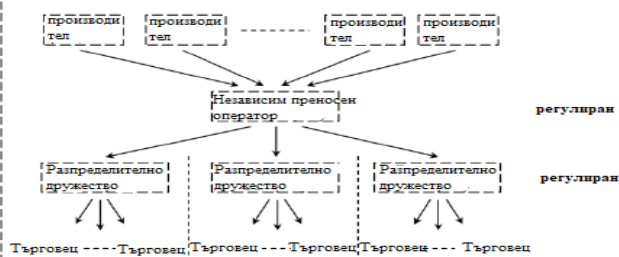 производи производи производи производи
тел тел тел тел
Независим преносен
оператор
регулиран
Разпределително Разпределително Разпределително
дружество дружество дружество
регулиран
Търговец Търговец Търговец Търговец Търговец Търговец